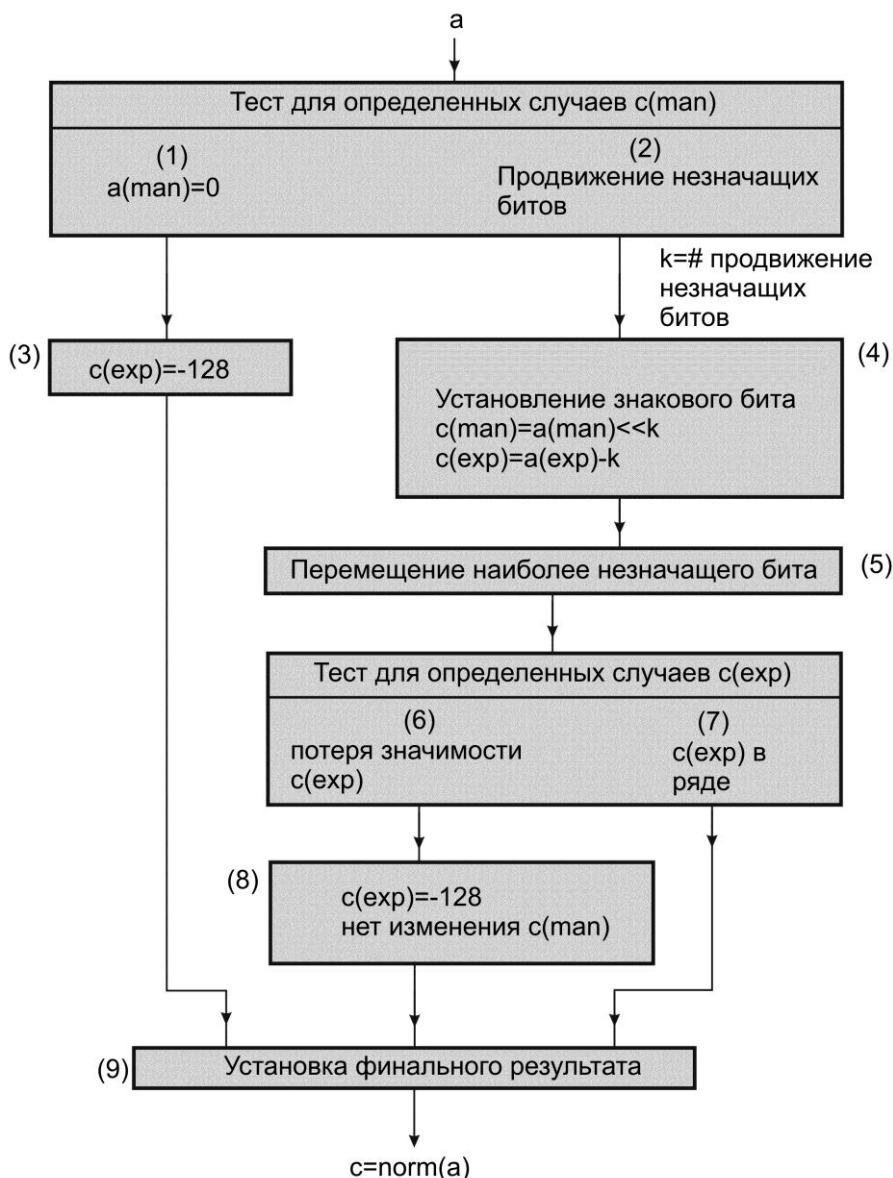 a
Тест для определенных случаев c(man)
(1)
a(man)=0
(2)
Продвижение незначащих
битов
k=# продвижение
незначащих
битов
(3)
c(exp)=-128
(4)
Установление знакового бита
c(man)=a(man)<<k
c(exp)=a(exp)-k
Перемещение наиболее незначащего бита
(5)
Тест для определенных случаев c(exp)
(6)
потеря значимости
c(exp)
(7)
c(exp) в
ряде
(8)
c(exp)=-128
нет изменения c(man)
(9)
Установка финального результата
c=norm(a)